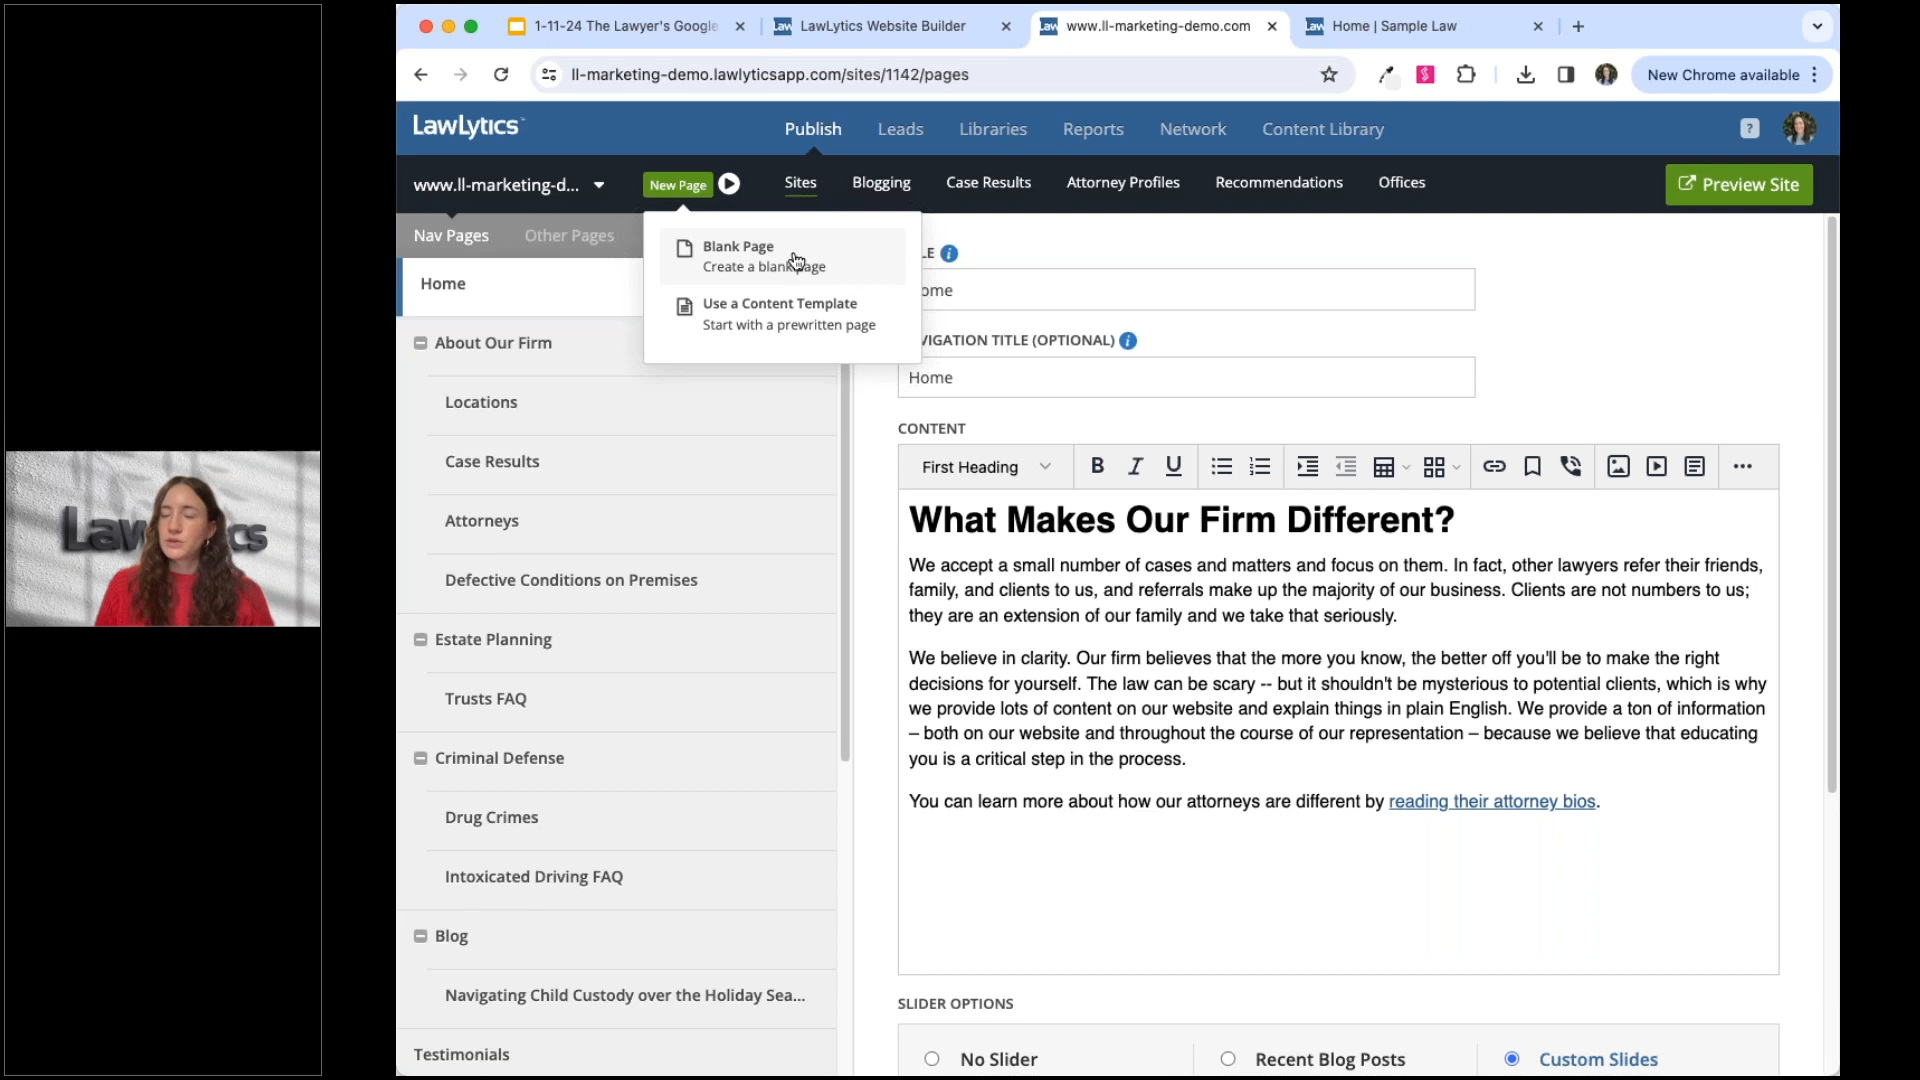 1-11-24 The Lawyer's Google
LawLytics Website Builder
www.ll-marketing-demo.com
Home | Sample Law
ll-marketing-demo.lawlyticsapp.com/sites/1142/pages
New Chrome available
LawLytics
Publish
Leads
Libraries
Reports
Network
Content Library
www.ll-marketing-d...
New Page
Sites
Blogging
Case Results
Attorney Profiles
Recommendations
Offices
Preview Site
Nav Pages
Other Pages
Blank Page
Create a blank page
Use a Content Template
Start with a prewritten page
Home
About Our Firm
Locations
Case Results
Attorneys
Defective Conditions on Premises
Estate Planning
Trusts FAQ
Criminal Defense
Drug Crimes
Intoxicated Driving FAQ
Blog
Navigating Child Custody over the Holiday Sea...
Testimonials
LE
ome
VIGATION TITLE (OPTIONAL)
Home
CONTENT
First Heading
What Makes Our Firm Different?
We accept a small number of cases and matters and focus on them. In fact, other lawyers refer their friends,
family, and clients to us, and referrals make up the majority of our business. Clients are not numbers to us;
they are an extension of our family and we take that seriously.
We believe in clarity. Our firm believes that the more you know, the better off you'll be to make the right
decisions for yourself. The law can be scary -- but it shouldn't be mysterious to potential clients, which is why
we provide lots of content on our website and explain things in plain English. We provide a ton of information
– both on our website and throughout the course of our representation – because we believe that educating
you is a critical step in the process.
You can learn more about how our attorneys are different by reading their attorney bios.
SLIDER OPTIONS
No Slider
Recent Blog Posts
Custom Slides